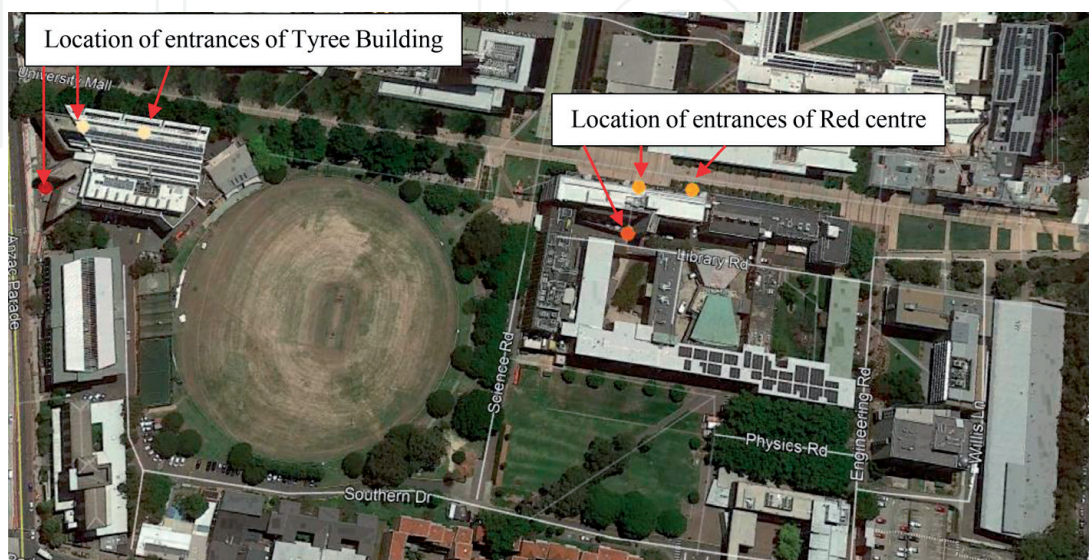 Rd
Location of entrances of Tyree Building
University Mall
Location of entrances of Red centre
Library Rd
Anzac Parade
Science Rd
Engineering Rd
Willis Ln
Physics Rd
Southern Dr